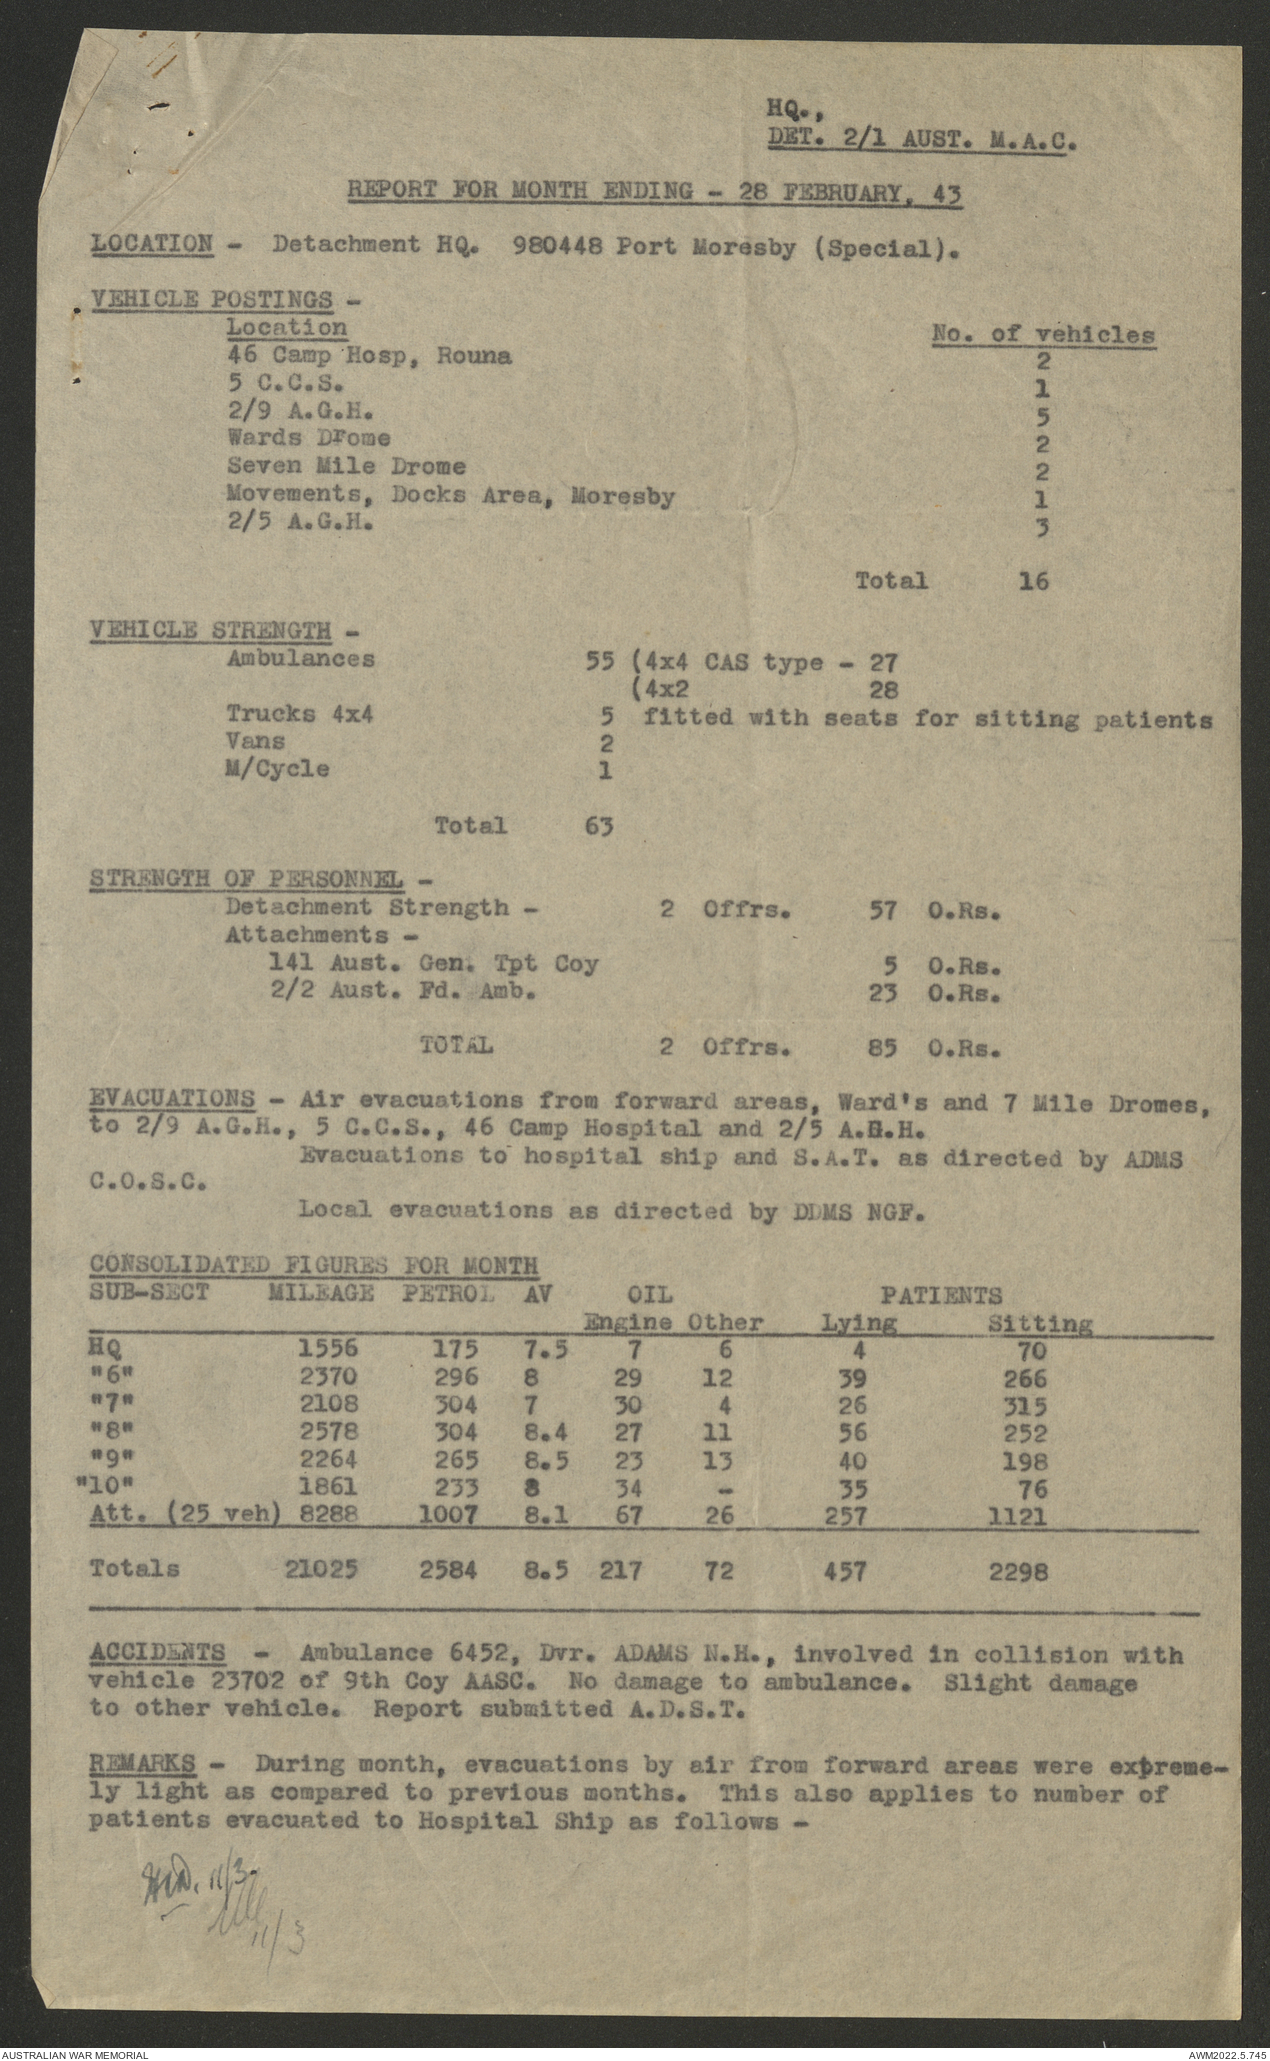 HQ.,
DET. 2/1 AUST. M.A.C.
REPORT FOR MONTH ENDING - 28 FEBRUARY, 43
LOCATION - Detachment HQ. 980448 Port Moresby (Special).
VEHICLE POSTINGS -
Location No. of vehicles
46 Camp Hosp, Rouna 2
5 C.C.S. 1
2/9 A.G.H. 5
Wards Drome 2
Seven Mile Drome 2
Movements, Docks Area, Moresby 1
2/5 A.G.H. 3
Total 16
VEHICLE STRENGTH -
Ambulances 55 (4x4 CAS type - 27
(4x2 28
Trucks 4x4 5 fitted with seats for sitting patients
Vans 2
M/Cycle 1
Total 63
STRENGTH OF PERSONNEL -
Detachment Strength - 2 Offrs. 57 O.Rs.
Attachments -
141 Aust. Gen. Tpt Coy 5 O.Rs.
2/2 Aust. Fd. Amb. 23 O.Rs.
TOTAL 2 Offrs. 85 O.Rs.
EVACUATIONS - Air evacuations from forward areas, Ward's and 7 Mile Dromes,
to 2/9 A.G.H., 5 C.C.S., 46 Camp Hospital and 2/5 A.G.H.
Evacuations to hospital ship and S.A.T. as directed by ADMS
C.O.S.C.
Local evacuations as directed by DDMS NGF.
CONSOLIDATED FIGURES FOR MONTH
SUB-SECT MILEAGE PETROL AV OIL PATIENTS
Engine Other Lying Sitting
HQ 1556 175 7.5 7 6 4 70
"6" 2370 296 8 29 12 39 266
"7" 2108 304 7 30 4 26 315
"8" 2578 304 8.4 27 11 56 252
"9" 2264 265 8.5 23 13 40 198
"10" 1861 233 8 34 - 35 76
Att. (25 veh) 8288 1007 8.1 67 26 257 1121
Totals 21025 2584 8.5 217 72 457 2298
ACCIDENTS - Ambulance 6452, Dvr. ADAMS N.H., involved in collision with
vehicle 23702 of 9th Coy AASC. No damage to ambulance. Slight damage
to other vehicle. Report submitted A.D.S.T.
REMARKS - During month, evacuations by air from forward areas were extreme-
ly light as compared to previous months. This also applies to number of
patients evacuated to Hospital Ship as follows -
11/3
11/3
AUSTRALIAN WAR MEMORIAL AWM2022.5.745